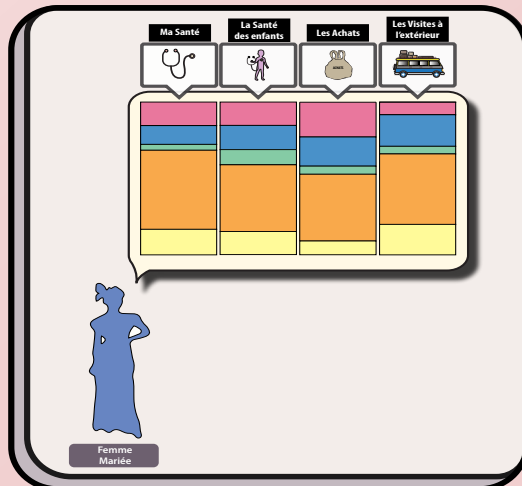 Ma Santé
La Santé
des enfants
Les Achats
Les Visites à
l'extérieur
Femme
Mariée